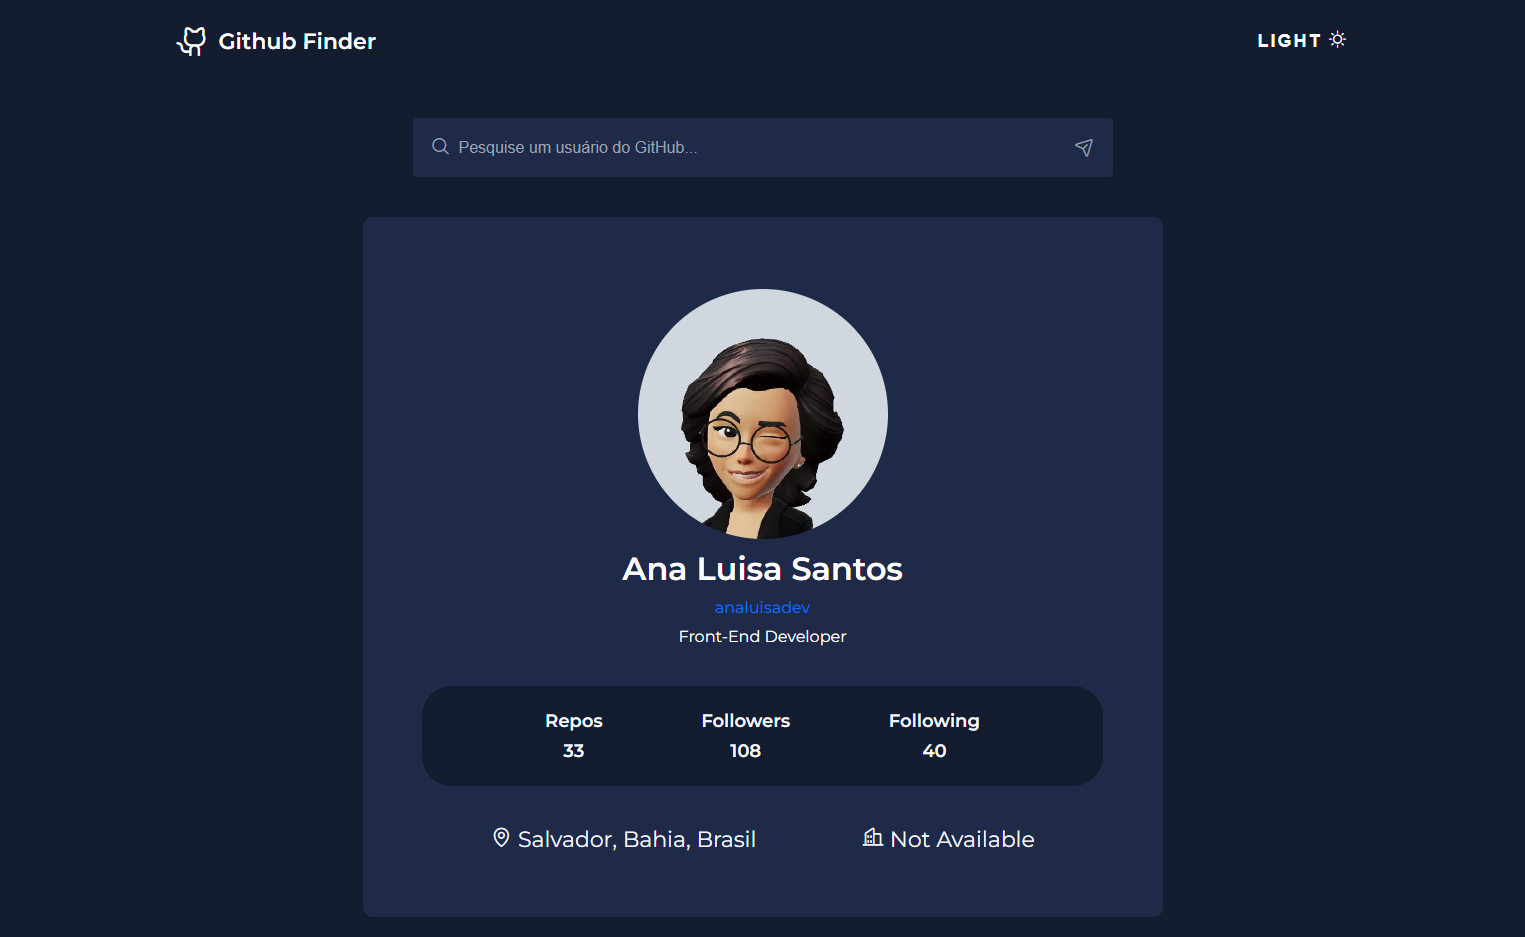 Github Finder
LIGHT
Pesquise um usuário do GitHub...
Ana Luisa Santos
analuisadev
Front-End Developer
Repos Followers Following
33 108 40
Salvador, Bahia, Brasil Not Available